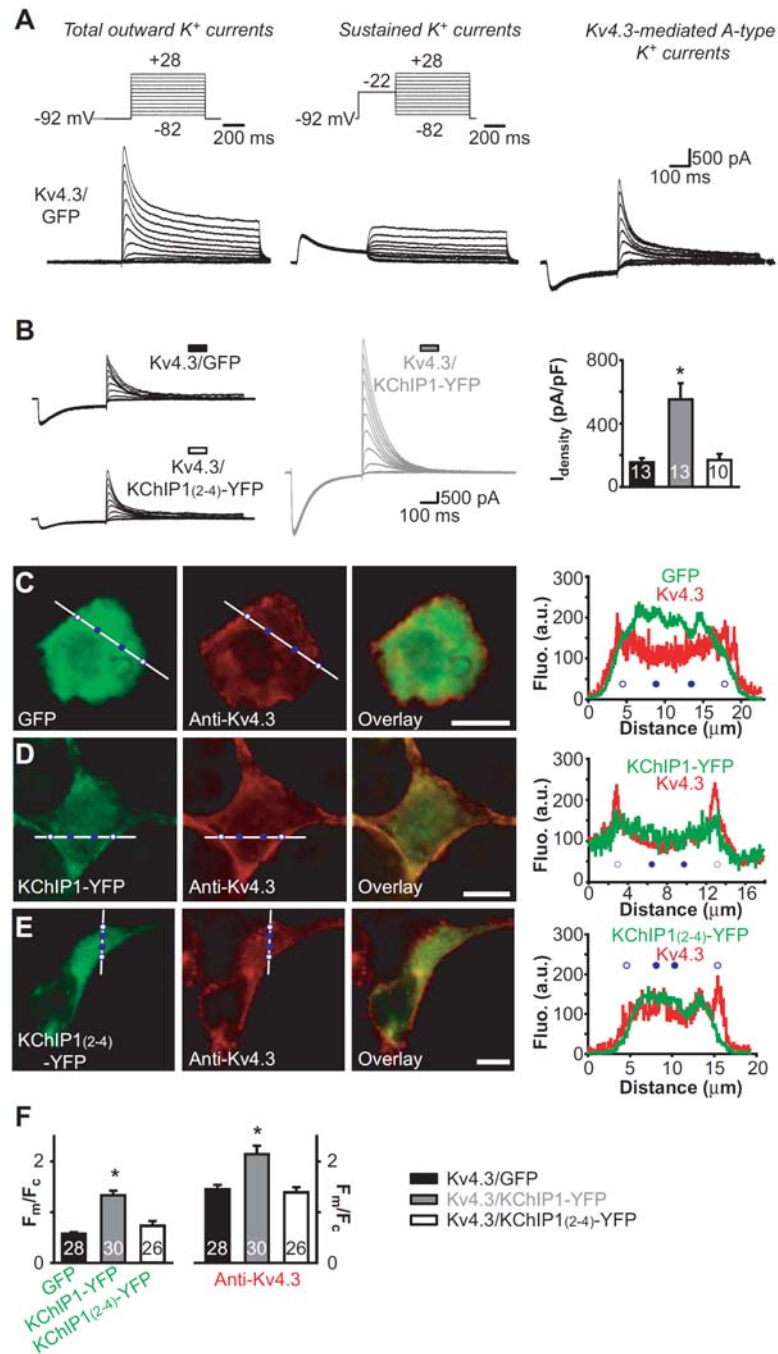 A
Total outward K+ currents
Sustained K+ currents
Kv4.3-mediated A-type
K+ currents
+28
-92 mV
-82
200 ms
+28
-22
-92 mV
-82
200 ms
500 pA
100 ms
Kv4.3/
GFP
B
Kv4.3/GFP
Kv4.3/
KChIP1(2-4)-YFP
Kv4.3/
KChIP1-YFP
500 pA
100 ms
Idensity (pA/pF)
800
400
0
*
13
13
10
C
GFP
Anti-Kv4.3
Overlay
GFP
Kv4.3
Fluo. (a.u.)
300
200
100
0
0 5 10 15 20
Distance (μm)
D
KChIP1-YFP
Anti-Kv4.3
Overlay
KChIP1-YFP
Kv4.3
Fluo. (a.u.)
300
200
100
0
0 4 8 12 16
Distance (μm)
E
KChIP1(2-4)
-YFP
Anti-Kv4.3
Overlay
KChIP1(2-4)-YFP
Kv4.3
Fluo. (a.u.)
300
200
100
0
0 5 10 15 20
Distance (μm)
F
Fm/Fc
2
0
*
28
30
26
GFP
KChIP1-YFP
KChIP1(2-4)-YFP
*
28
30
26
Anti-Kv4.3
2
0
Fm/Fc
Kv4.3/GFP
Kv4.3/KChIP1-YFP
Kv4.3/KChIP1(2-4)-YFP